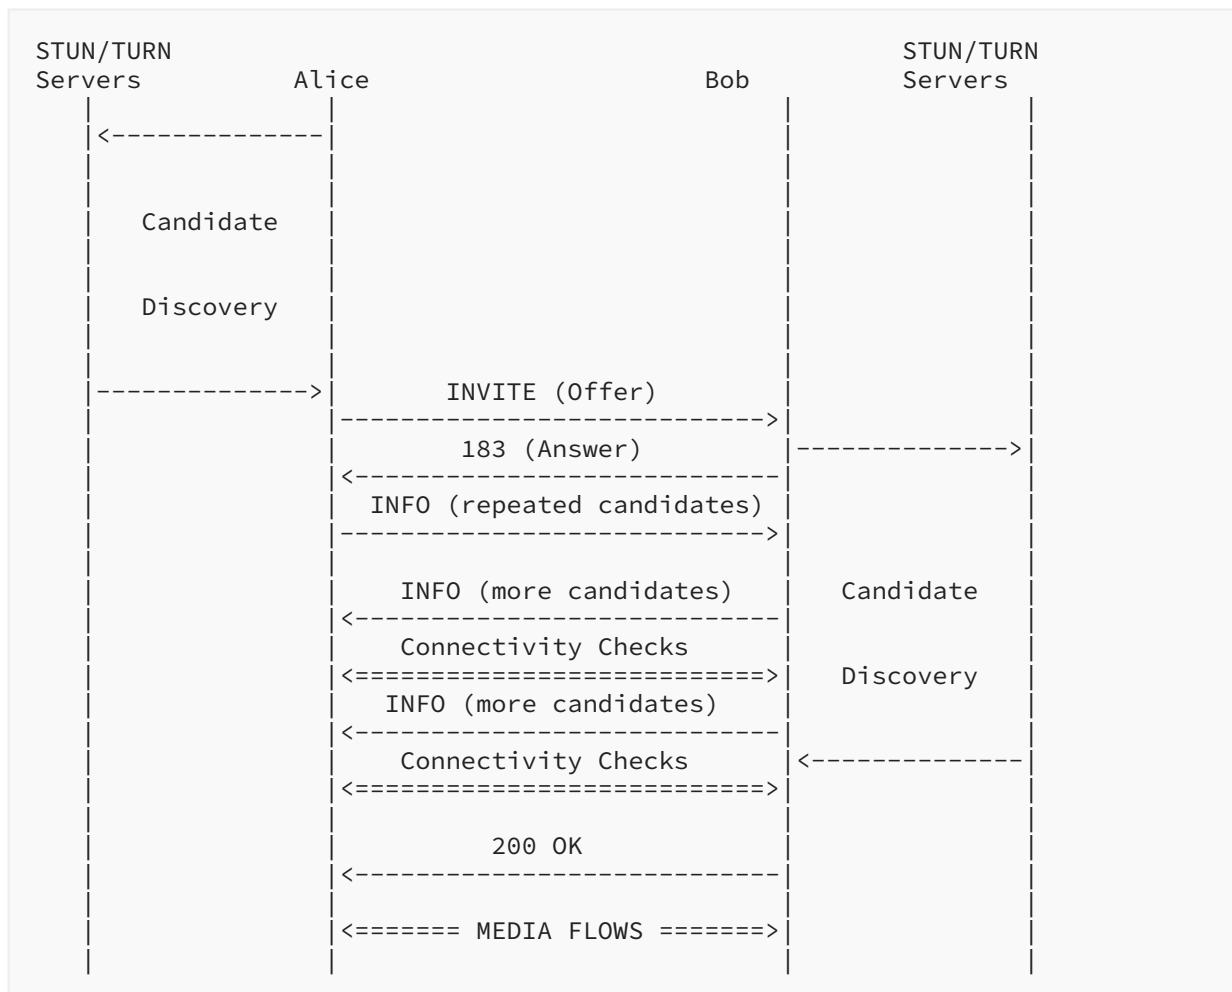 STUN/TURN STUN/TURN
Servers Alice Bob Servers
Candidate
Discovery
INVITE (Offer)
183 (Answer)
INFO (repeated candidates)
INFO (more candidates) Candidate
Connectivity Checks
Discovery
INFO (more candidates)
Connectivity Checks
200 OK
MEDIA FLOWS